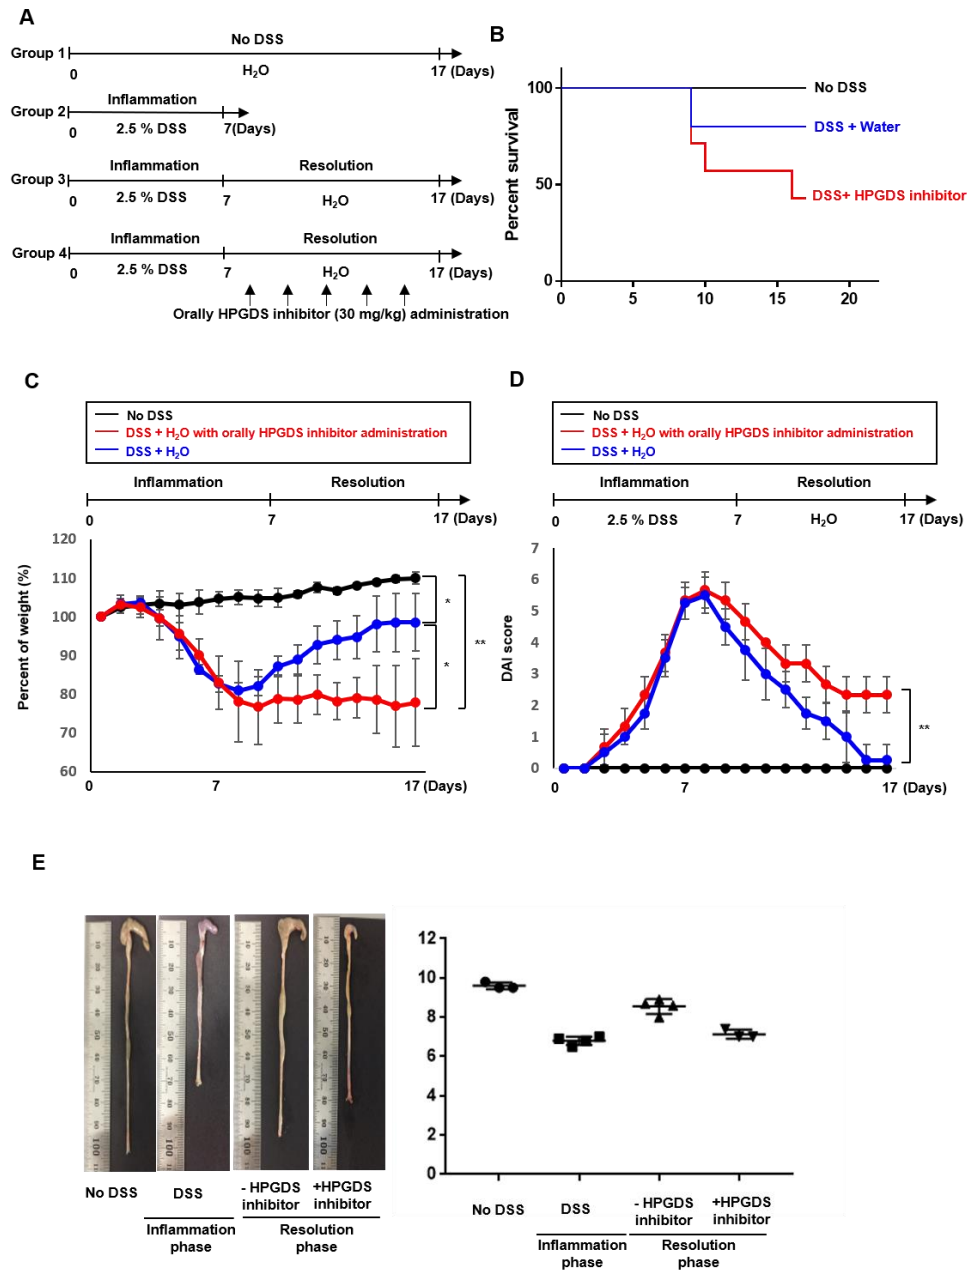 A
Group 1
No DSS
0
H2O
17 (Days)
Group 2
Inflammation
0
2.5 % DSS
7(Days)
Group 3
Inflammation
Resolution
0
2.5 % DSS
7
H2O
17 (Days)
Group 4
Inflammation
Resolution
0
2.5 % DSS
7
H2O
17 (Days)
Orally HPGDS inhibitor (30 mg/kg) administration
B
Percent survival
100
50
0
0 5 10 15 20
No DSS
DSS + Water
DSS+ HPGDS inhibitor
C
No DSS
DSS + H2O with orally HPGDS inhibitor administration
DSS + H2O
Inflammation
Resolution
0
7
17 (Days)
Percent of weight (%)
120
110
100
90
80
70
60
*
*
**
0
7
17 (Days)
D
No DSS
DSS + H2O with orally HPGDS inhibitor administration
DSS + H2O
Inflammation
Resolution
0
2.5 % DSS
7
H2O
17 (Days)
DAI score
7
6
5
4
3
2
1
0
**
0
7
17 (Days)
E
No DSS
DSS
- HPGDS
inhibitor
+HPGDS
inhibitor
Inflammation
phase
Resolution
phase
12
10
8
6
4
2
0
No DSS
DSS
- HPGDS
inhibitor
+HPGDS
inhibitor
Inflammation
phase
Resolution
phase